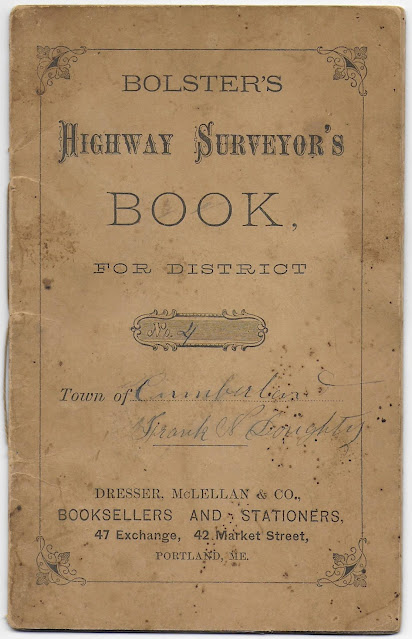 BOLSTER'S
HIGHWAY SURVEYOR'S
BOOK,
FOR DISTRICT
No. 4
Town of Cumberland
Frank N Doughty
DRESSER, McLELLAN & CO.,
BOOKSELLERS AND STATIONERS,
47 Exchange, 42 Market Street,
PORTLAND, ME.